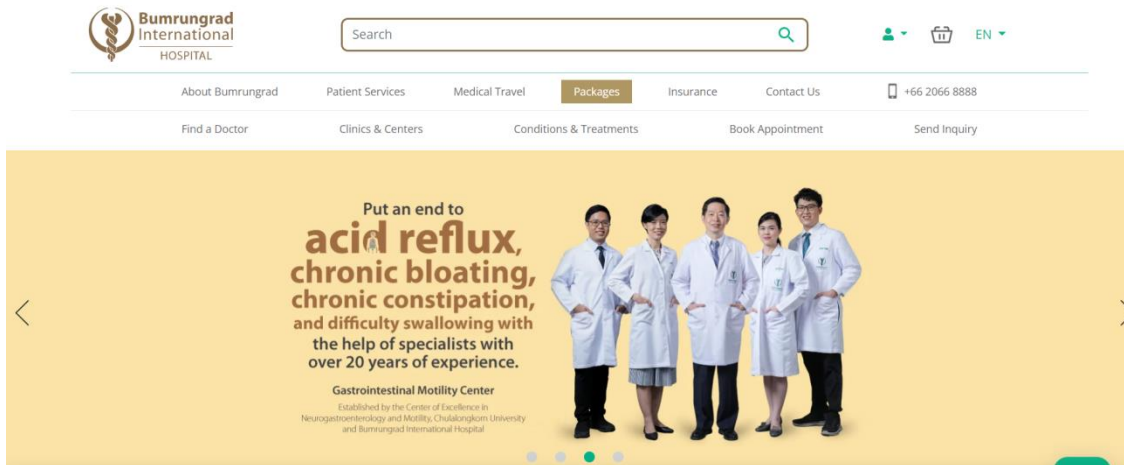 Bumrungrad
International
HOSPITAL
Search
EN
About Bumrungrad
Patient Services
Medical Travel
Packages
Insurance
Contact Us
+66 2066 8888
Find a Doctor
Clinics & Centers
Conditions & Treatments
Book Appointment
Send Inquiry
Put an end to
acid reflux,
chronic bloating,
chronic constipation,
and difficulty swallowing with
the help of specialists with
over 20 years of experience.
Gastrointestinal Motility Center
Established by the Center of Excellence in
Neurogastroenterology and Motility, Chulalongkorn University
and Bumrungrad International Hospital